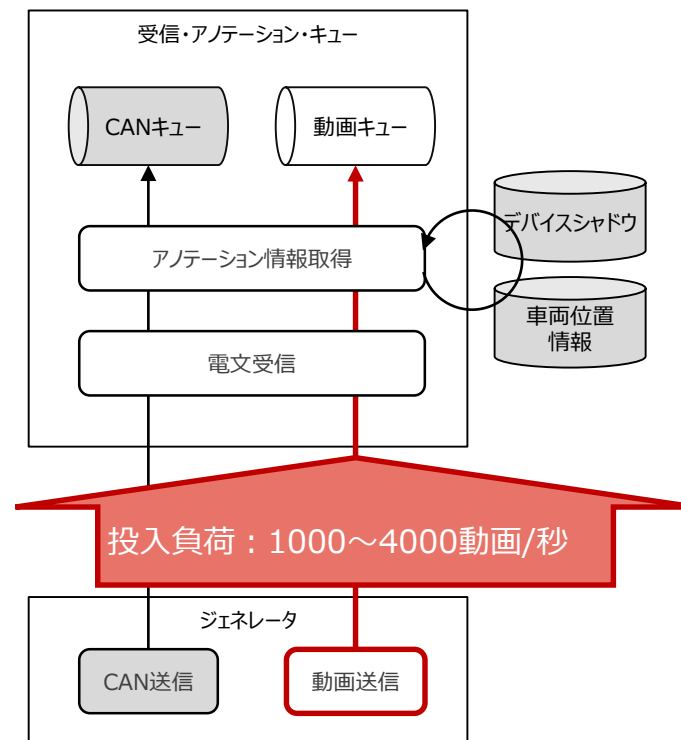 受信・アノテーション・キュー
CANキュー
動画キュー
デバイスシャドウ
アノテーション情報取得
車両位置
情報
電文受信
投入負荷：1000～4000動画/秒
ジェネレータ
CAN送信
動画送信